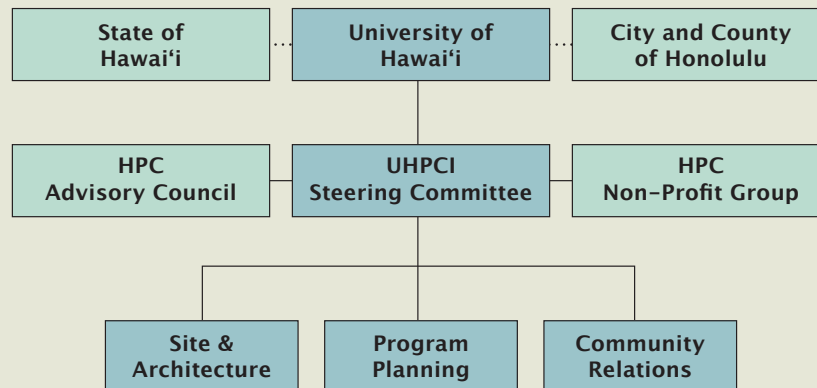 State of
Hawai‘i
University of
Hawai‘i
City and County
of Honolulu
HPC
Advisory Council
UHPCI
Steering Committee
HPC
Non–Profit Group
Site &
Architecture
Program
Planning
Community
Relations